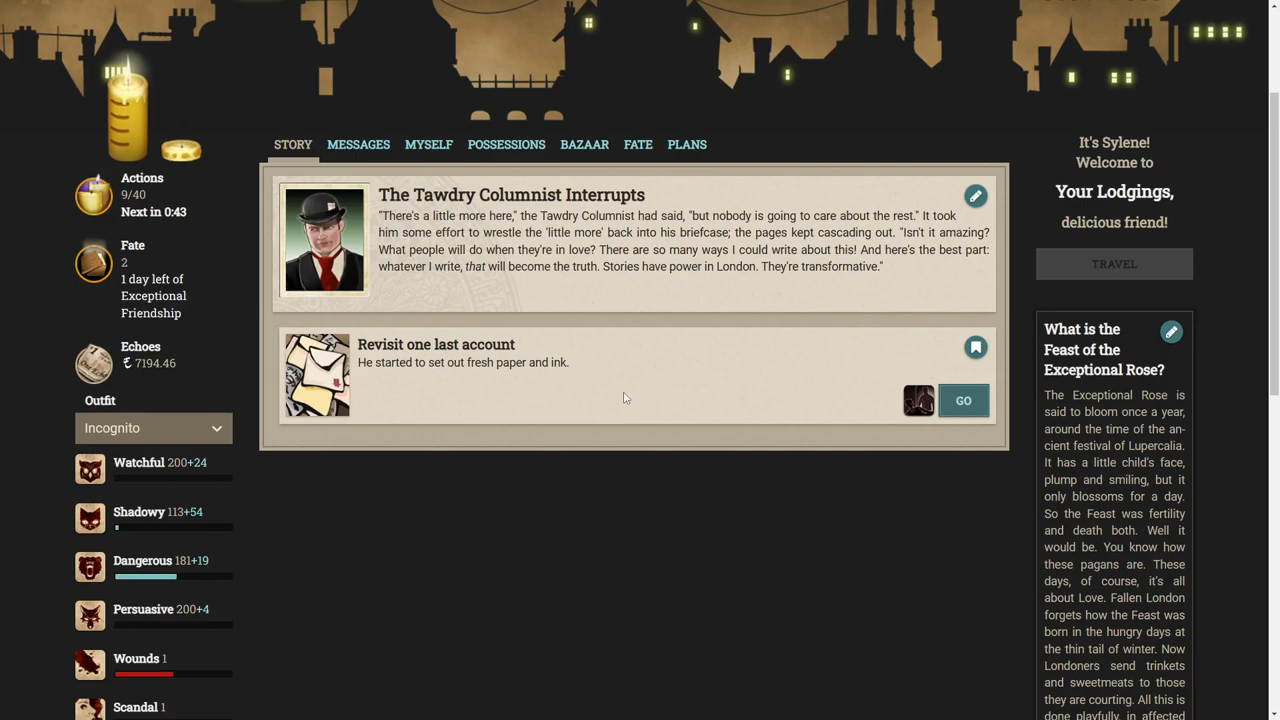 STORY MESSAGES MYSELF POSSESSIONS BAZAAR FATE PLANS
Actions
9/40
Next in 0:43
Fate
2
1 day left of
Exceptional
Friendship
Echoes
7194.46
Outfit
Incognito
Watchful 200+24
Shadowy 113+54
Dangerous 181+19
Persuasive 200+4
Wounds 1
Scandal 1
The Tawdry Columnist Interrupts
"There's a little more here," the Tawdry Columnist had said, "but nobody is going to care about the rest." It took
him some effort to wrestle the 'little more' back into his briefcase; the pages kept cascading out. "Isn't it amazing?
What people will do when they're in love? There are so many ways I could write about this! And here's the best part:
whatever I write, that will become the truth. Stories have power in London. They're transformative."
Revisit one last account
He started to set out fresh paper and ink.
GO
It's Sylene!
Welcome to
Your Lodgings,
delicious friend!
TRAVEL
What is the
Feast of the
Exceptional Rose?
The Exceptional Rose is
said to bloom once a year,
around the time of the an-
cient festival of Lupercalia.
It has a little child's face,
plump and smiling, but it
only blossoms for a day.
So the Feast was fertility
and death both. Well it
would be. You know how
these pagans are. These
days, of course, it's all
about Love. Fallen London
forgets how the Feast was
born in the hungry days at
the thin tail of winter. Now
Londoners send trinkets
and sweetmeats to those
they are courting. All this is
done playfully, in affected